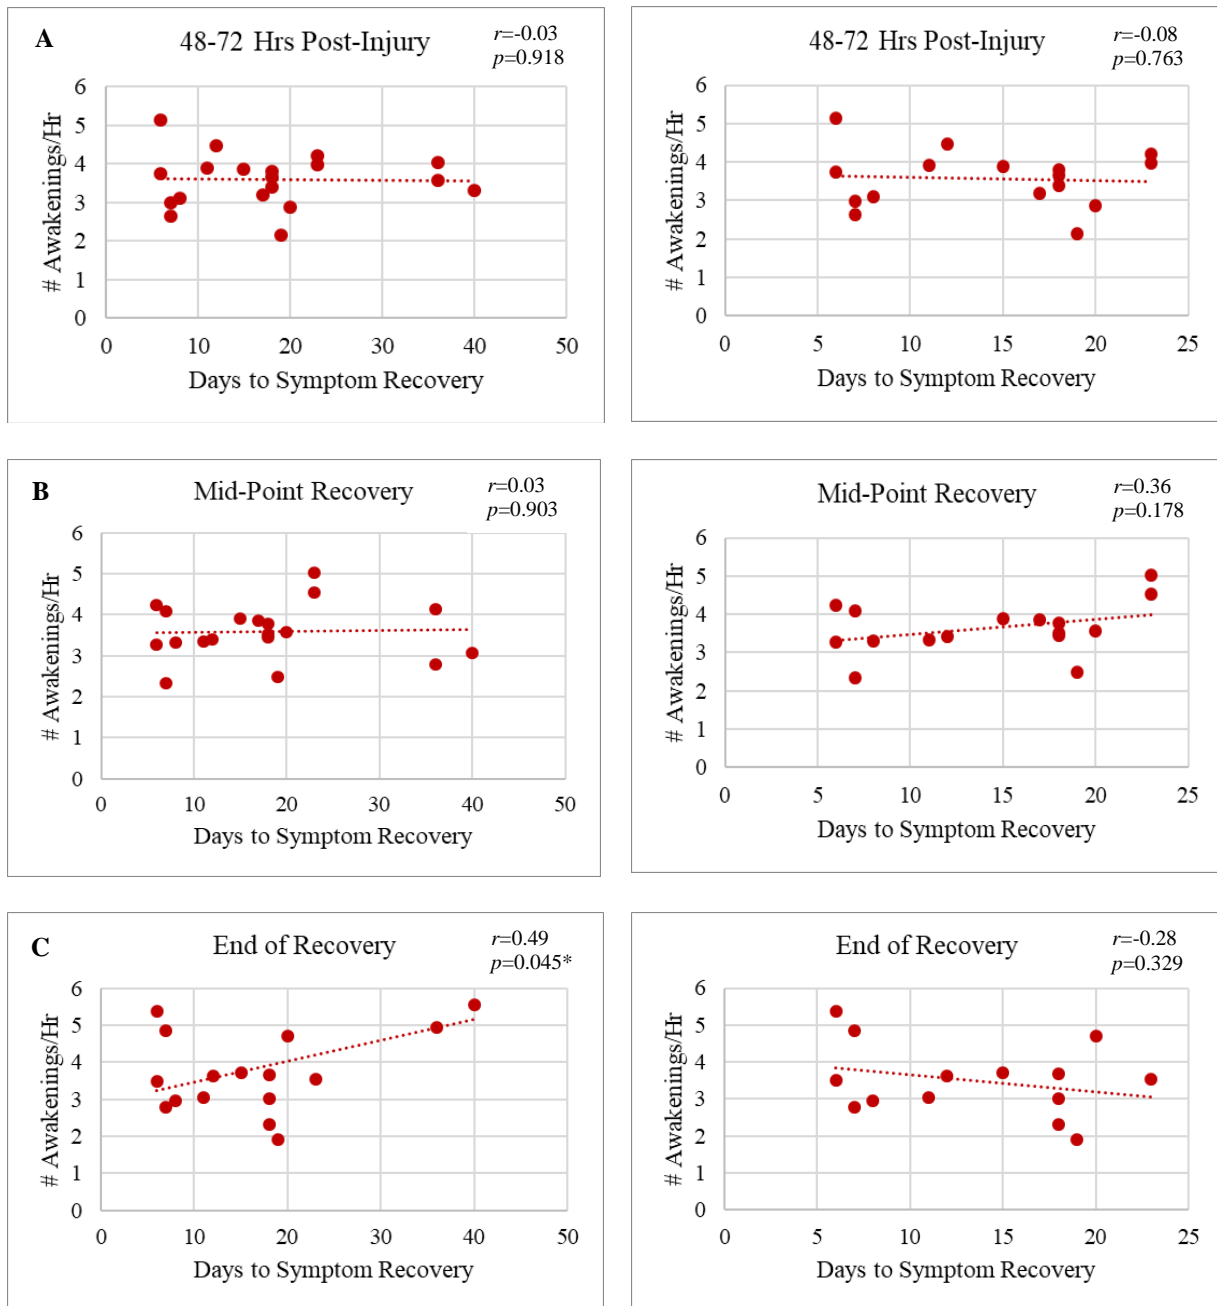 A
48-72 Hrs Post-Injury
r=-0.03
p=0.918
# Awakenings/Hr
6
5
4
3
2
1
0
0 10 20 30 40 50
Days to Symptom Recovery
48-72 Hrs Post-Injury
r=-0.08
p=0.763
# Awakenings/Hr
6
5
4
3
2
1
0
0 5 10 15 20 25
Days to Symptom Recovery
B
Mid-Point Recovery
r=0.03
p=0.903
# Awakenings/Hr
6
5
4
3
2
1
0
0 10 20 30 40 50
Days to Symptom Recovery
Mid-Point Recovery
r=0.36
p=0.178
# Awakenings/Hr
6
5
4
3
2
1
0
0 5 10 15 20 25
Days to Symptom Recovery
C
End of Recovery
r=0.49
p=0.045*
# Awakenings/Hr
6
5
4
3
2
1
0
0 10 20 30 40 50
Days to Symptom Recovery
End of Recovery
r=-0.28
p=0.329
# Awakenings/Hr
6
5
4
3
2
1
0
0 5 10 15 20 25
Days to Symptom Recovery